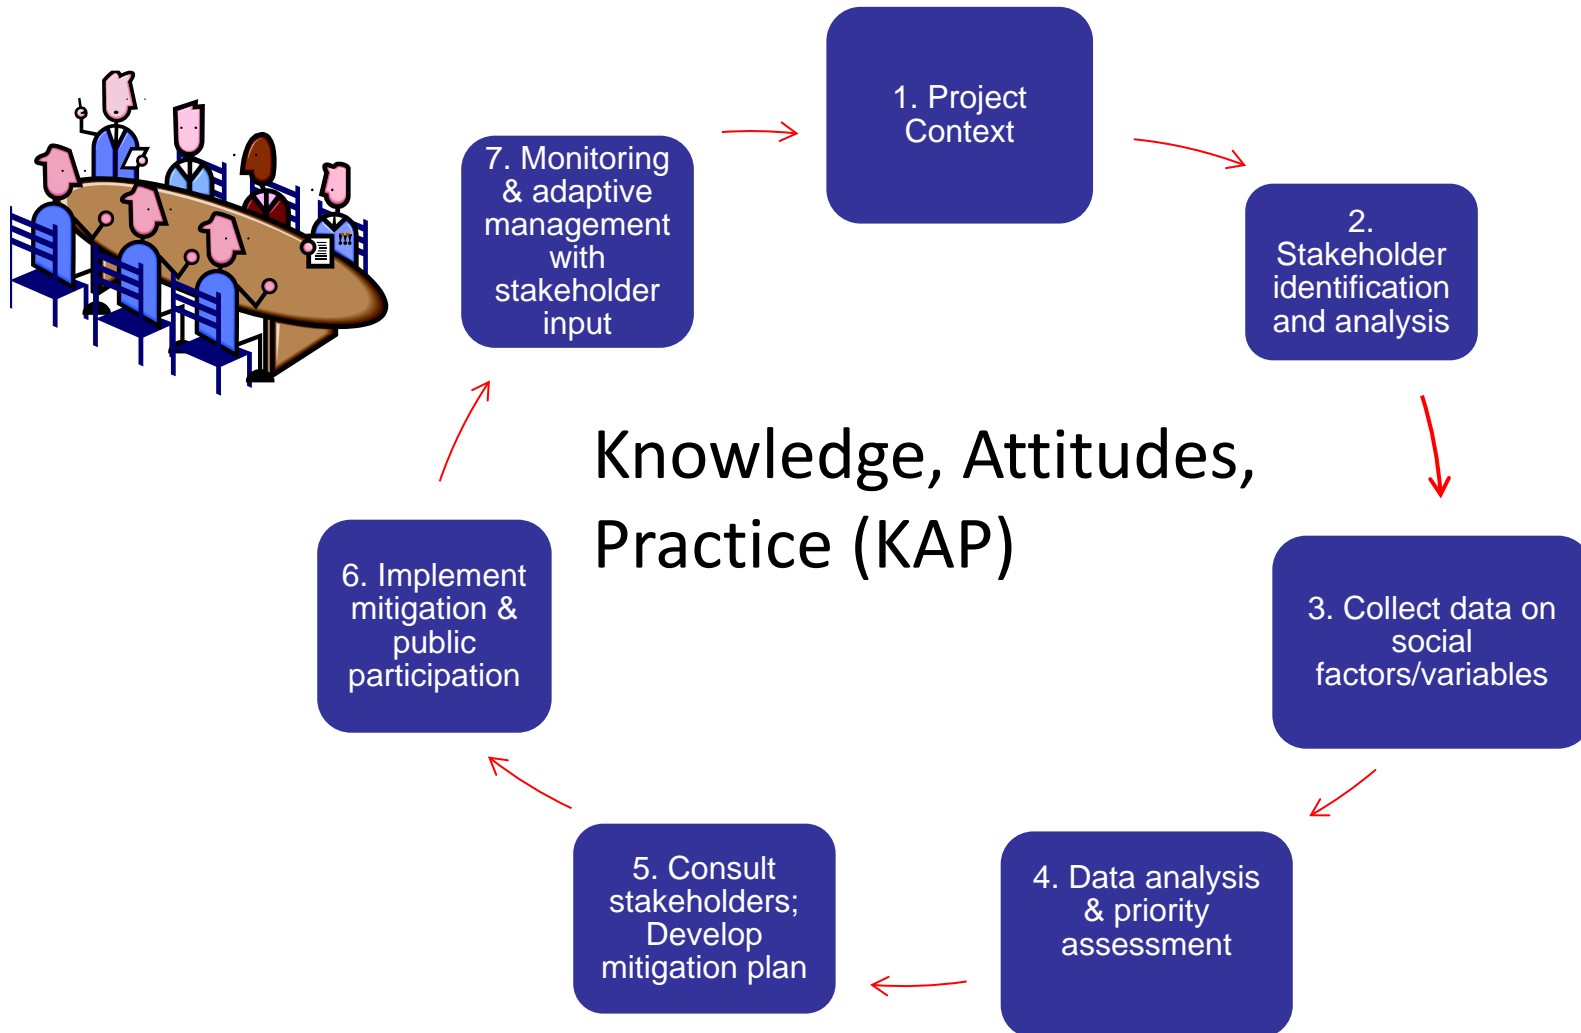 1. Project
Context
2.
Stakeholder
identification
and analysis
3. Collect data on
social
factors/variables
4. Data analysis
& priority
assessment
5. Consult
stakeholders;
Develop
mitigation plan
6. Implement
mitigation &
public
participation
7. Monitoring
& adaptive
management
with
stakeholder
input
Knowledge, Attitudes,
Practice (KAP)